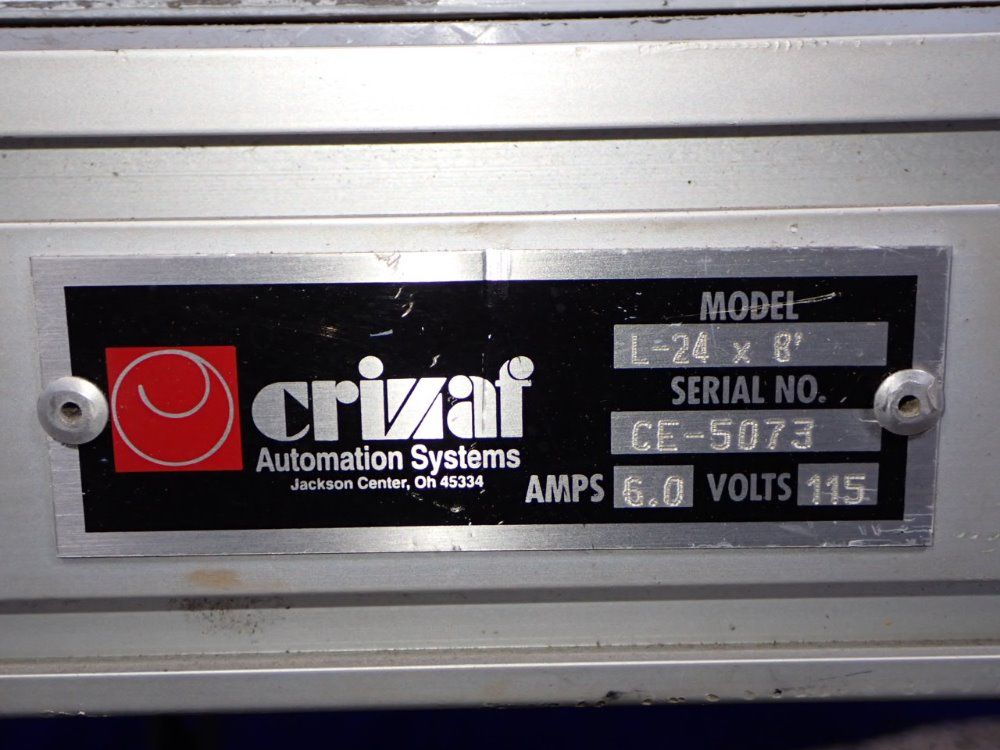 crizaf
Automation Systems
Jackson Center, Oh 45334
MODEL
L-24 x 8'
SERIAL NO.
CE-5073
AMPS 6.0 VOLTS 115